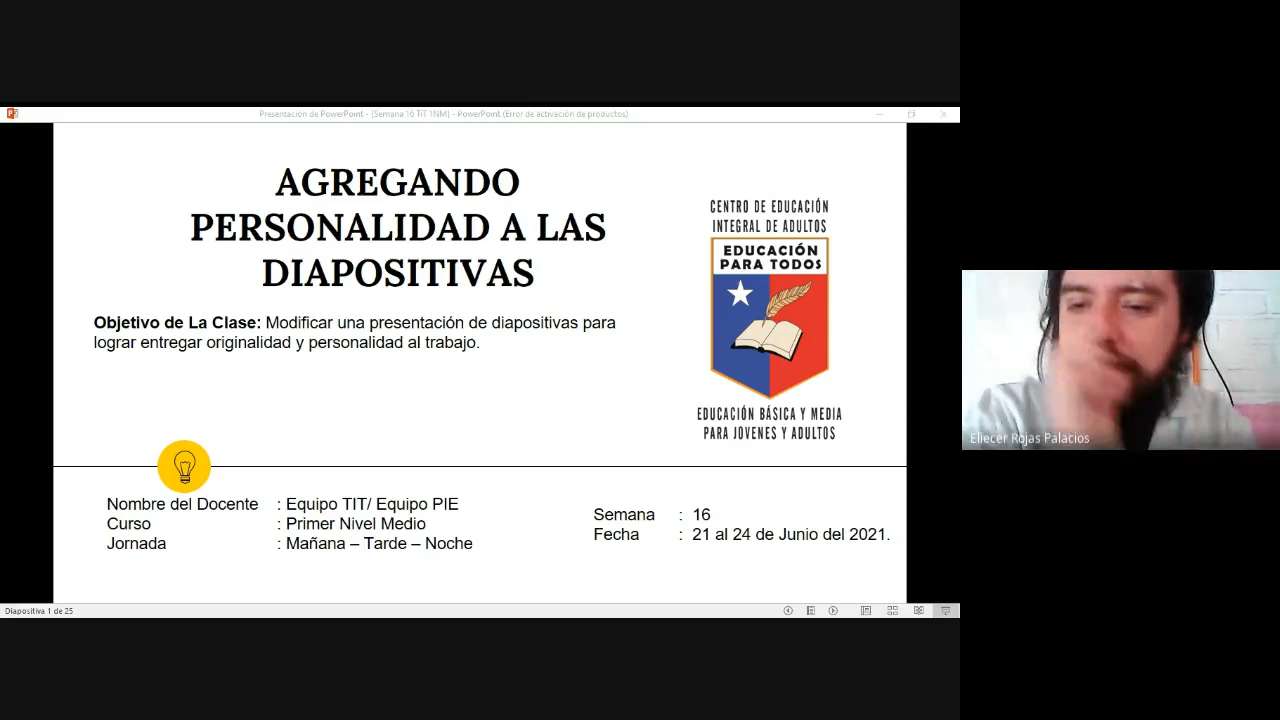 Presentación de PowerPoint - [Semana 16 TIT 1NM] - PowerPoint (Error de activación de productos)
AGREGANDO
PERSONALIDAD A LAS
DIAPOSITIVAS
Objetivo de La Clase: Modificar una presentación de diapositivas para
lograr entregar originalidad y personalidad al trabajo.
CENTRO DE EDUCACIÓN
INTEGRAL DE ADULTOS
EDUCACIÓN
PARA TODOS
EDUCACIÓN BÁSICA Y MEDIA
PARA JOVENES Y ADULTOS
Nombre del Docente : Equipo TIT/ Equipo PIE
Curso : Primer Nivel Medio
Jornada : Mañana – Tarde – Noche
Semana : 16
Fecha : 21 al 24 de Junio del 2021.
Diapositiva 1 de 25
Eliecer Rojas Palacios